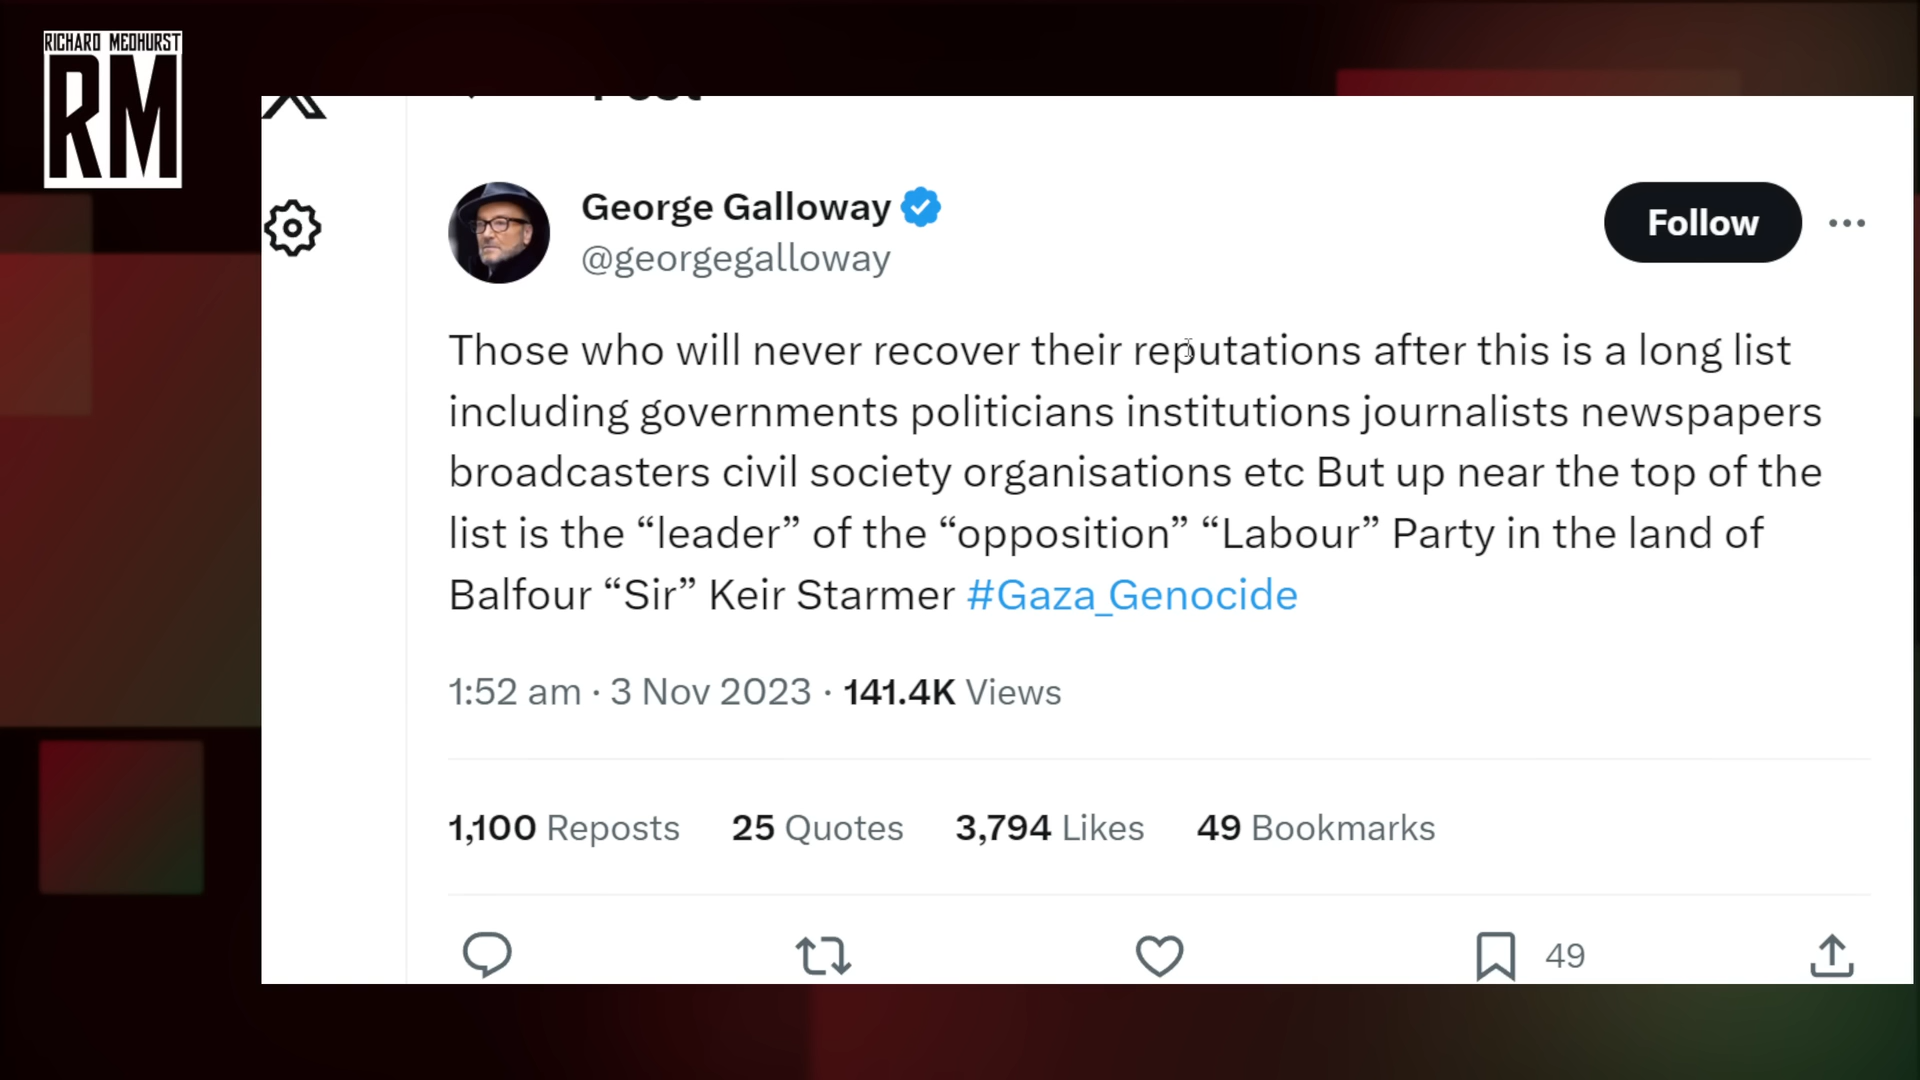 RICHARD MEDHURST
RM
Post
George Galloway
@georgegalloway
Follow
Those who will never recover their reputations after this is a long list
including governments politicians institutions journalists newspapers
broadcasters civil society organisations etc But up near the top of the
list is the “leader” of the “opposition” “Labour” Party in the land of
Balfour “Sir” Keir Starmer #Gaza_Genocide
1:52 am · 3 Nov 2023 · 141.4K Views
1,100 Reposts 25 Quotes 3,794 Likes 49 Bookmarks
49